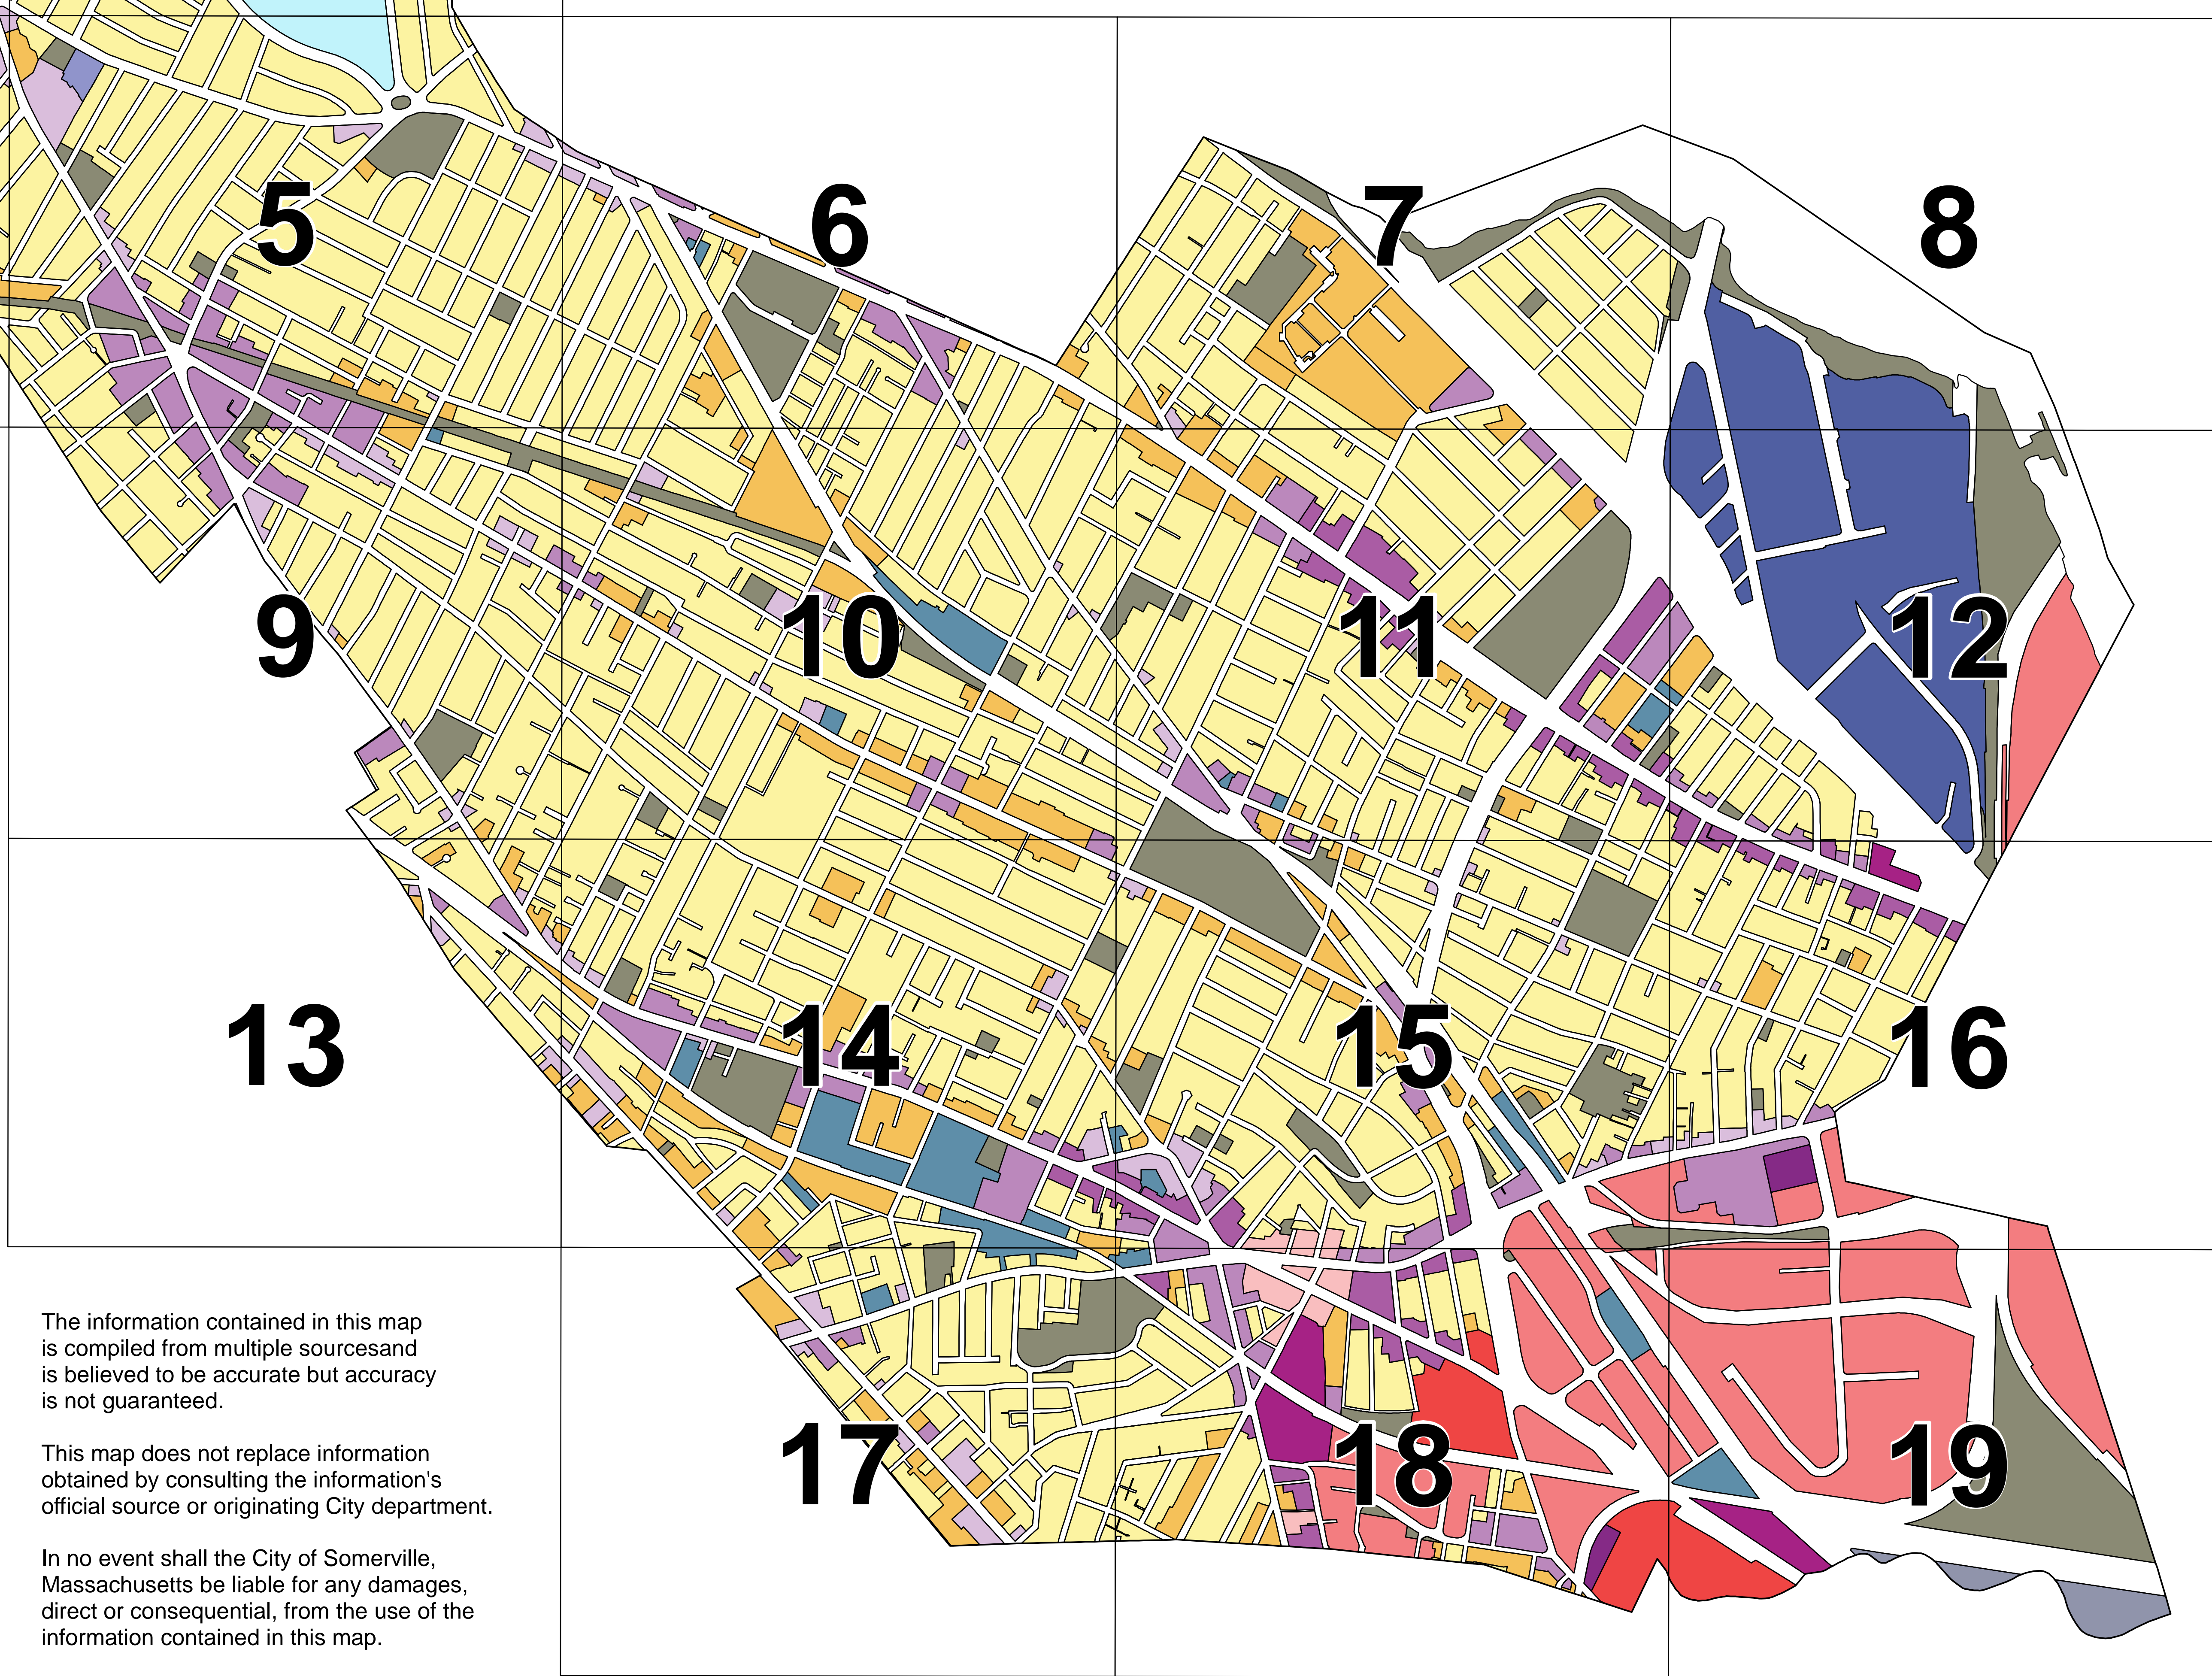 5
6
7
8
9
10
11
12
13
14
15
16
17
18
19
The information contained in this map
is compiled from multiple sourcesand
is believed to be accurate but accuracy
is not guaranteed.
This map does not replace information
obtained by consulting the information's
official source or originating City department.
In no event shall the City of Somerville,
Massachusetts be liable for any damages,
direct or consequential, from the use of the
information contained in this map.